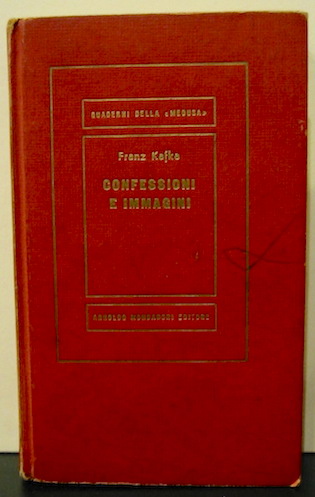 QUADERNI DELLA «MEDUSA»
Franz Kafka
CONFESSIONI
E IMMAGINI
ARNOLDO MONDADORI EDITORE